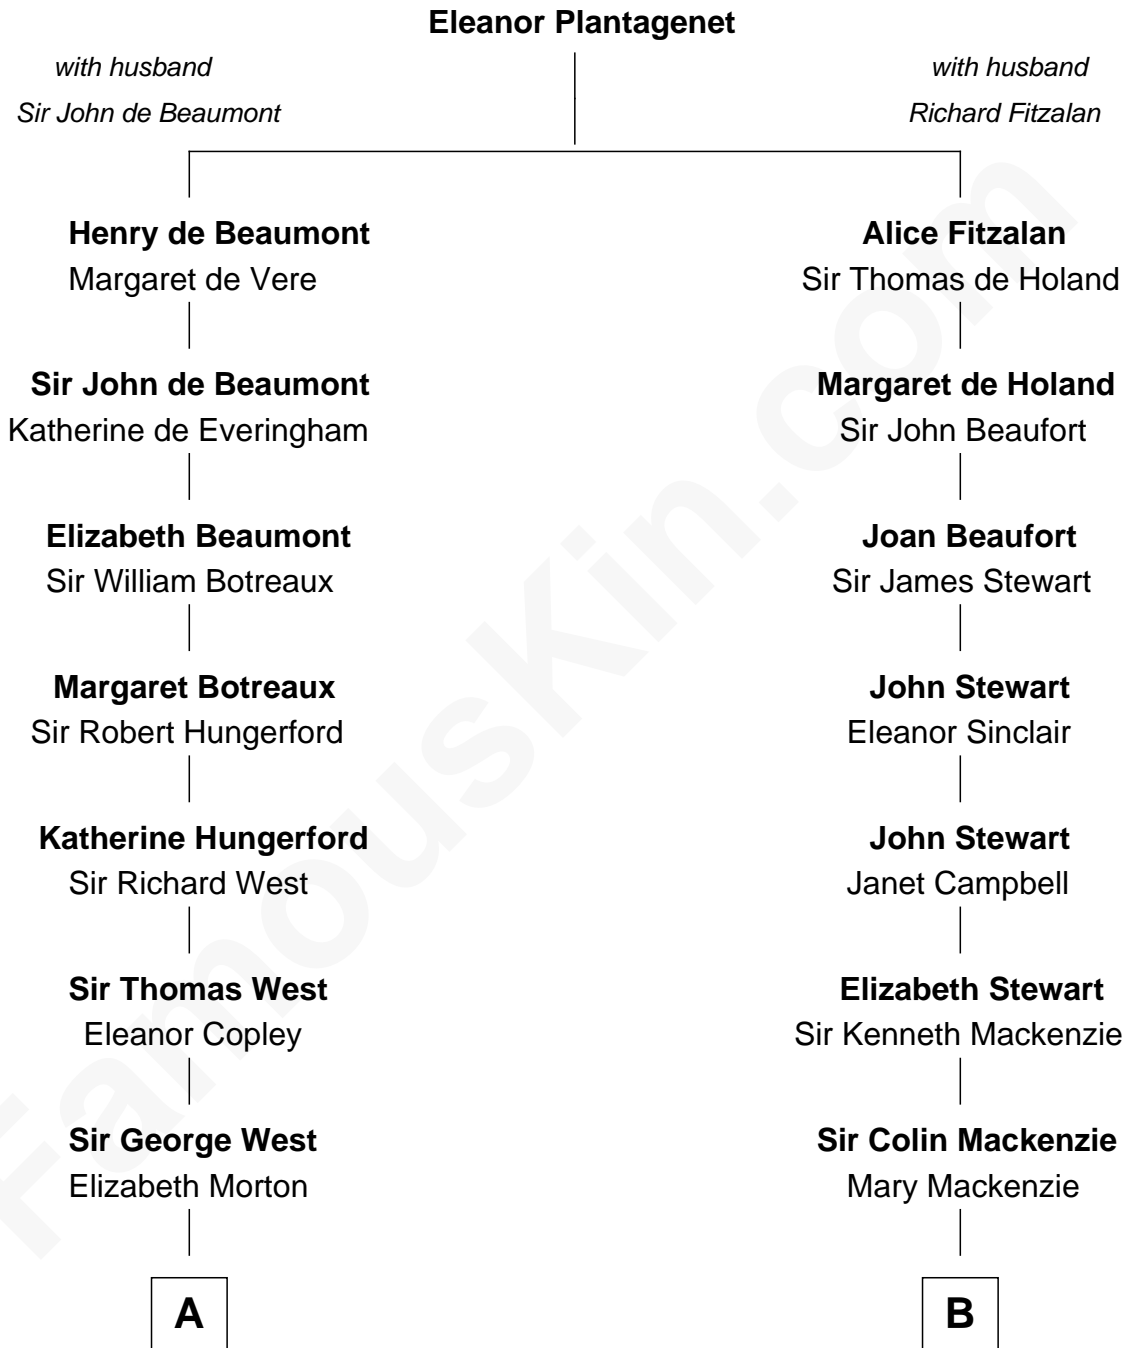 Eleanor Plantagenet
with husband
Sir John de Beaumont
with husband
Richard Fitzalan
Henry de Beaumont
Margaret de Vere
Alice Fitzalan
Sir Thomas de Holand
Sir John de Beaumont
Katherine de Everingham
Margaret de Holand
Sir John Beaufort
Elizabeth Beaumont
Sir William Botreaux
Joan Beaufort
Sir James Stewart
Margaret Botreaux
Sir Robert Hungerford
John Stewart
Eleanor Sinclair
Katherine Hungerford
Sir Richard West
John Stewart
Janet Campbell
Sir Thomas West
Eleanor Copley
Elizabeth Stewart
Sir Kenneth Mackenzie
Sir George West
Elizabeth Morton
Sir Colin Mackenzie
Mary Mackenzie
A
B
FamousKin.com